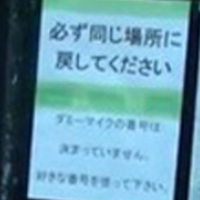 必ず同じ場所に
戻してください
ダミーマイクの番号は
決まっていません。
好きな番号を使って下さい。